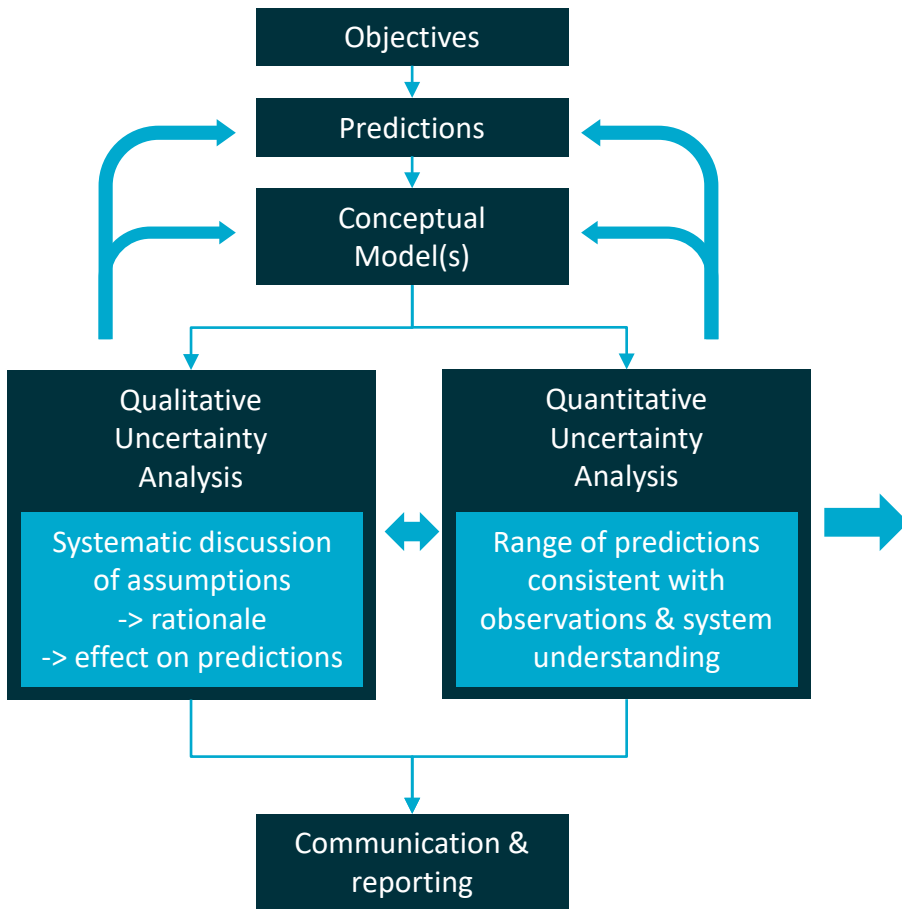 Objectives
Predictions
Conceptual
Model(s)
Qualitative
Uncertainty
Analysis
Systematic discussion
of assumptions
-> rationale
-> effect on predictions
Quantitative
Uncertainty
Analysis
Range of predictions
consistent with
observations & system
understanding
Communication &
reporting